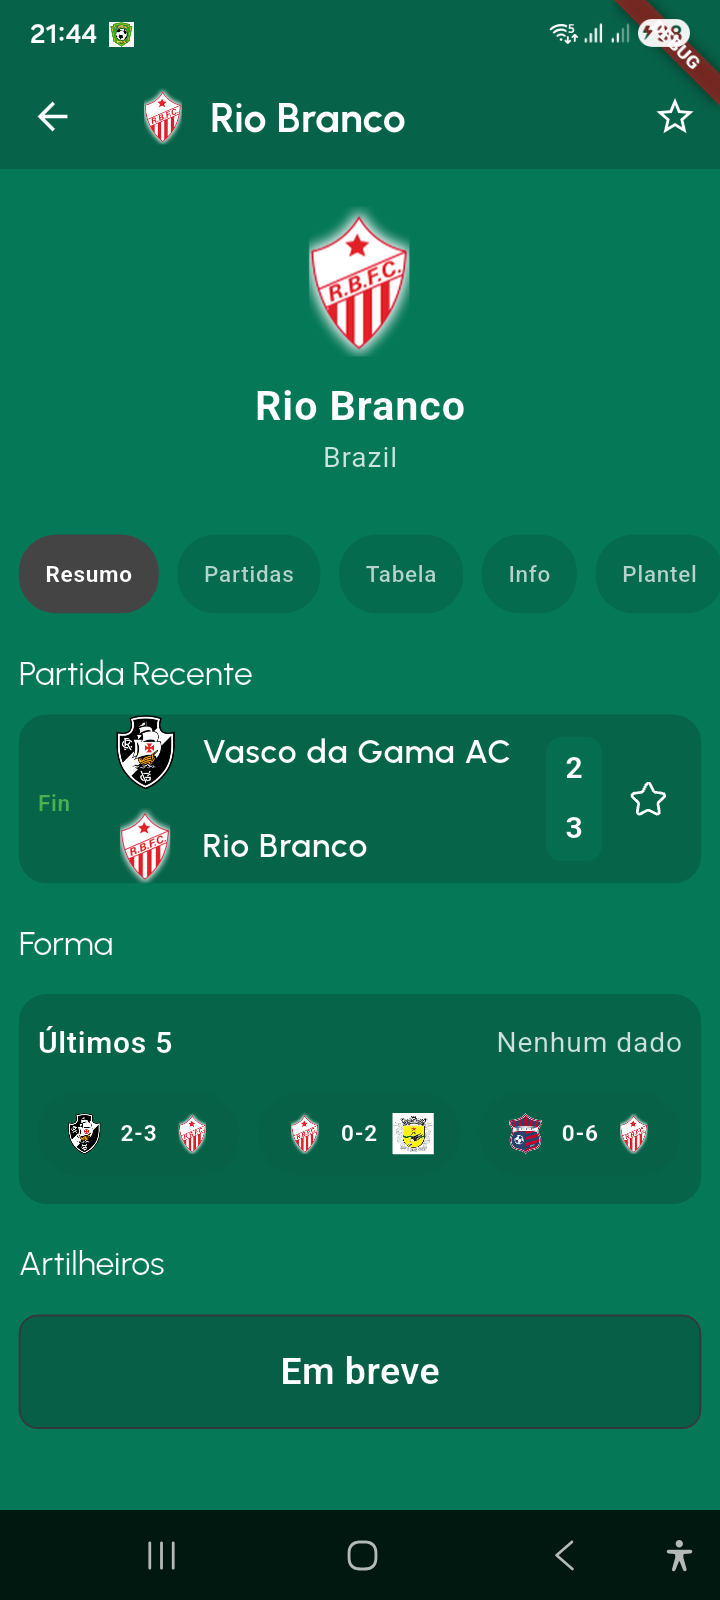 21:44
Rio Branco
R.B.F.C.
Rio Branco
Brazil
Resumo Partidas Tabela Info Plantel
Partida Recente
Vasco da Gama AC 2
Fin
Rio Branco 3
Forma
Últimos 5 Nenhum dado
2-3 0-2 0-6
Artilheiros
Em breve